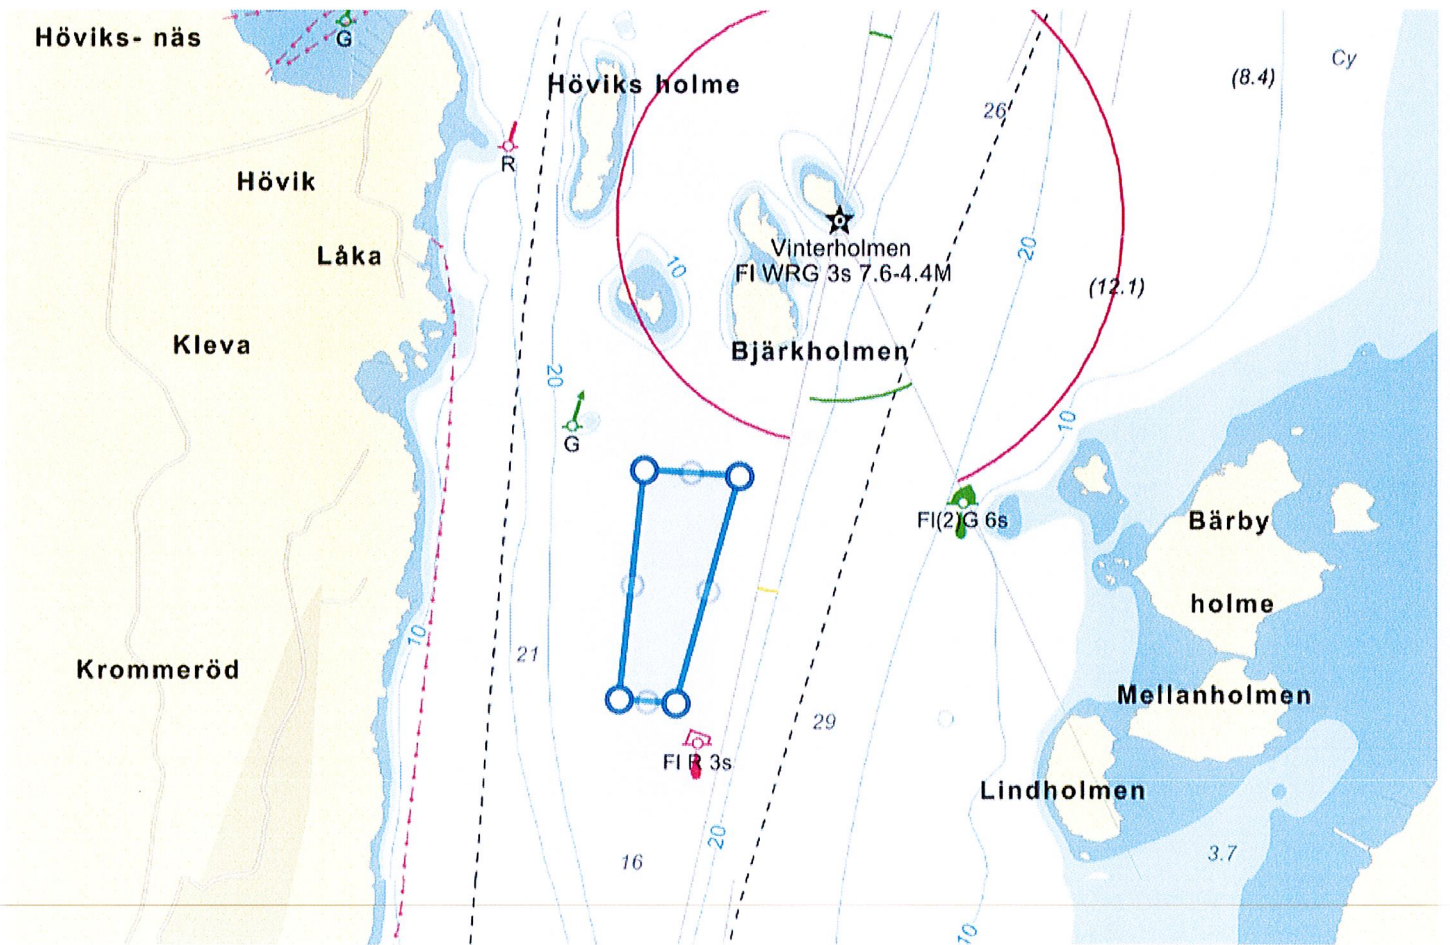 Höviks- näs
G
Höviks holme
26
(8.4)
Cy
R
Hövik
Låka
Vinterholmen
Fl WRG 3s 7.6-4.4M
10
20
(12.1)
Kleva
Bjärkholmen
20
G
10
Fl(2)G 6s
Bärby
holme
10
21
Krommeröd
Mellanholmen
29
Fl R 3s
Lindholmen
20
16
3.7
10